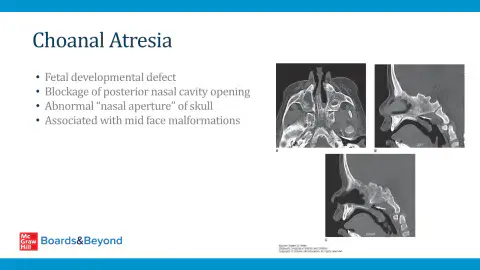 Choanal Atresia
• Fetal developmental defect
• Blockage of posterior nasal cavity opening
• Abnormal “nasal aperture” of skull
• Associated with mid face malformations
Mc
Graw
Hill
Boards&Beyond